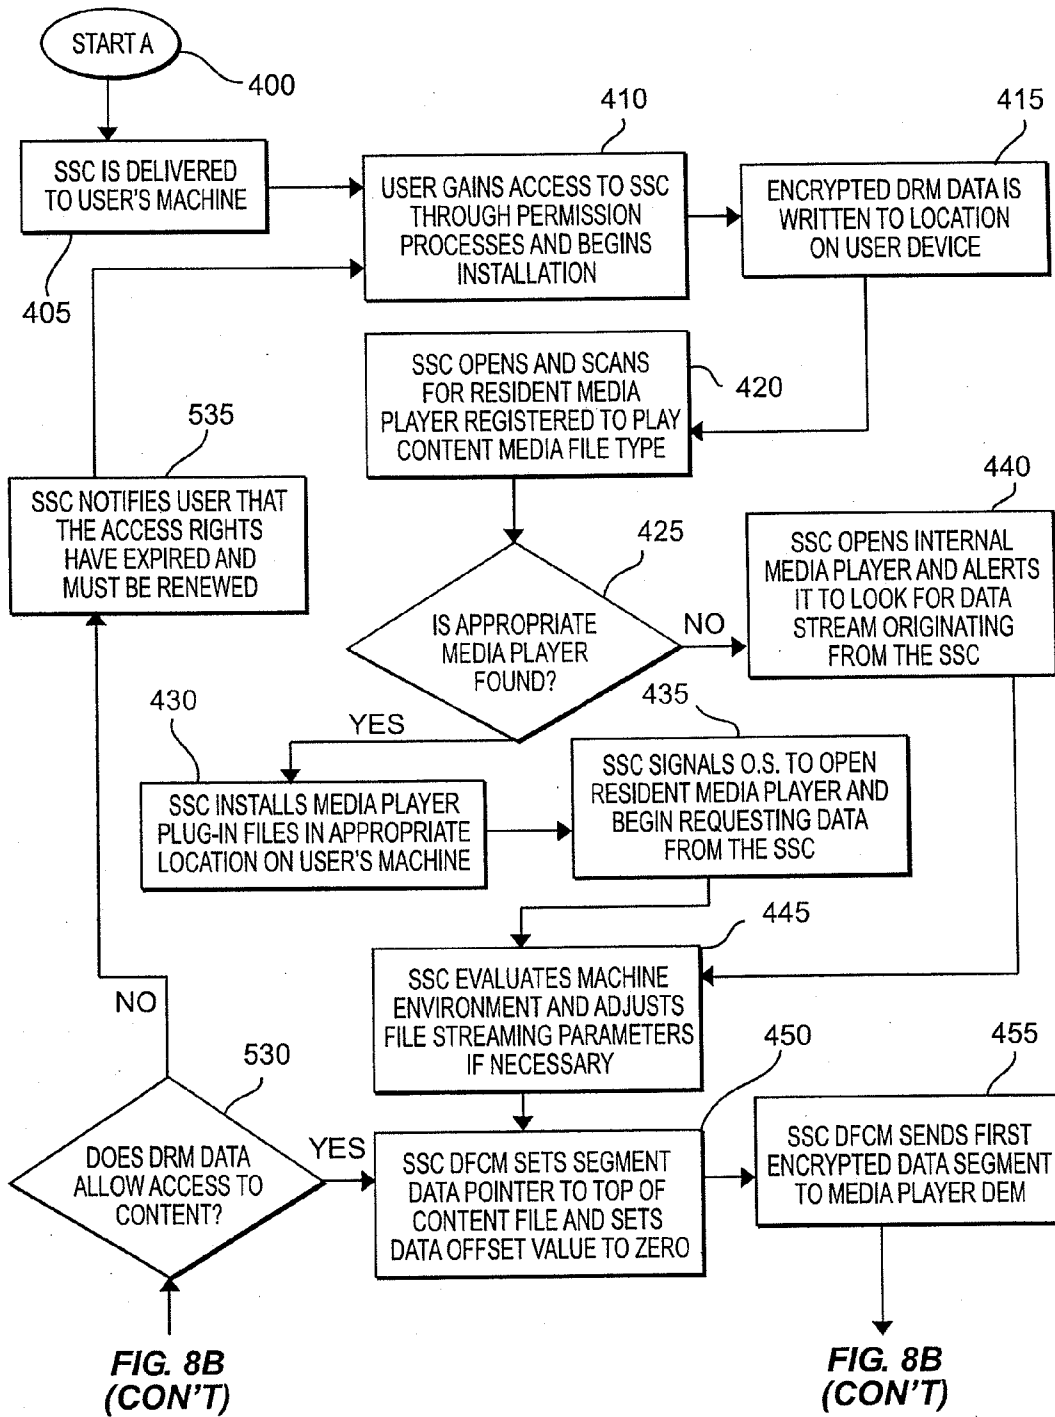 START A
400
SSC IS DELIVERED
TO USER'S MACHINE
405
410
USER GAINS ACCESS TO SSC
THROUGH PERMISSION
PROCESSES AND BEGINS
INSTALLATION
415
ENCRYPTED DRM DATA IS
WRITTEN TO LOCATION
ON USER DEVICE
SSC OPENS AND SCANS
FOR RESIDENT MEDIA
PLAYER REGISTERED TO PLAY
CONTENT MEDIA FILE TYPE
420
535
SSC NOTIFIES USER THAT
THE ACCESS RIGHTS
HAVE EXPIRED AND
MUST BE RENEWED
425
IS APPROPRIATE
MEDIA PLAYER
FOUND?
NO
440
SSC OPENS INTERNAL
MEDIA PLAYER AND ALERTS
IT TO LOOK FOR DATA
STREAM ORIGINATING
FROM THE SSC
YES
430
SSC INSTALLS MEDIA PLAYER
PLUG-IN FILES IN APPROPRIATE
LOCATION ON USER'S MACHINE
435
SSC SIGNALS O.S. TO OPEN
RESIDENT MEDIA PLAYER AND
BEGIN REQUESTING DATA
FROM THE SSC
445
SSC EVALUATES MACHINE
ENVIRONMENT AND ADJUSTS
FILE STREAMING PARAMETERS
IF NECESSARY
NO
530
DOES DRM DATA
ALLOW ACCESS TO
CONTENT?
YES
450
SSC DFCM SETS SEGMENT
DATA POINTER TO TOP OF
CONTENT FILE AND SETS
DATA OFFSET VALUE TO ZERO
455
SSC DFCM SENDS FIRST
ENCRYPTED DATA SEGMENT
TO MEDIA PLAYER DEM
FIG. 8B
(CON'T)
FIG. 8B
(CON'T)